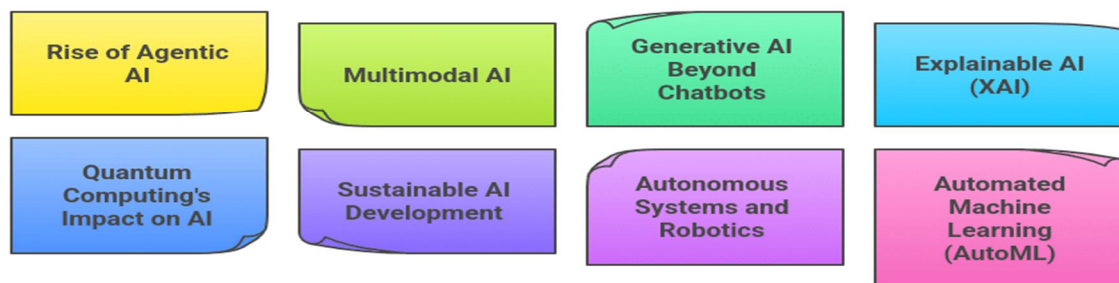 Rise of Agentic
AI
Multimodal AI
Generative AI
Beyond
Chatbots
Explainable AI
(XAI)
Quantum
Computing's
Impact on AI
Sustainable AI
Development
Autonomous
Systems and
Robotics
Automated
Machine
Learning
(AutoML)